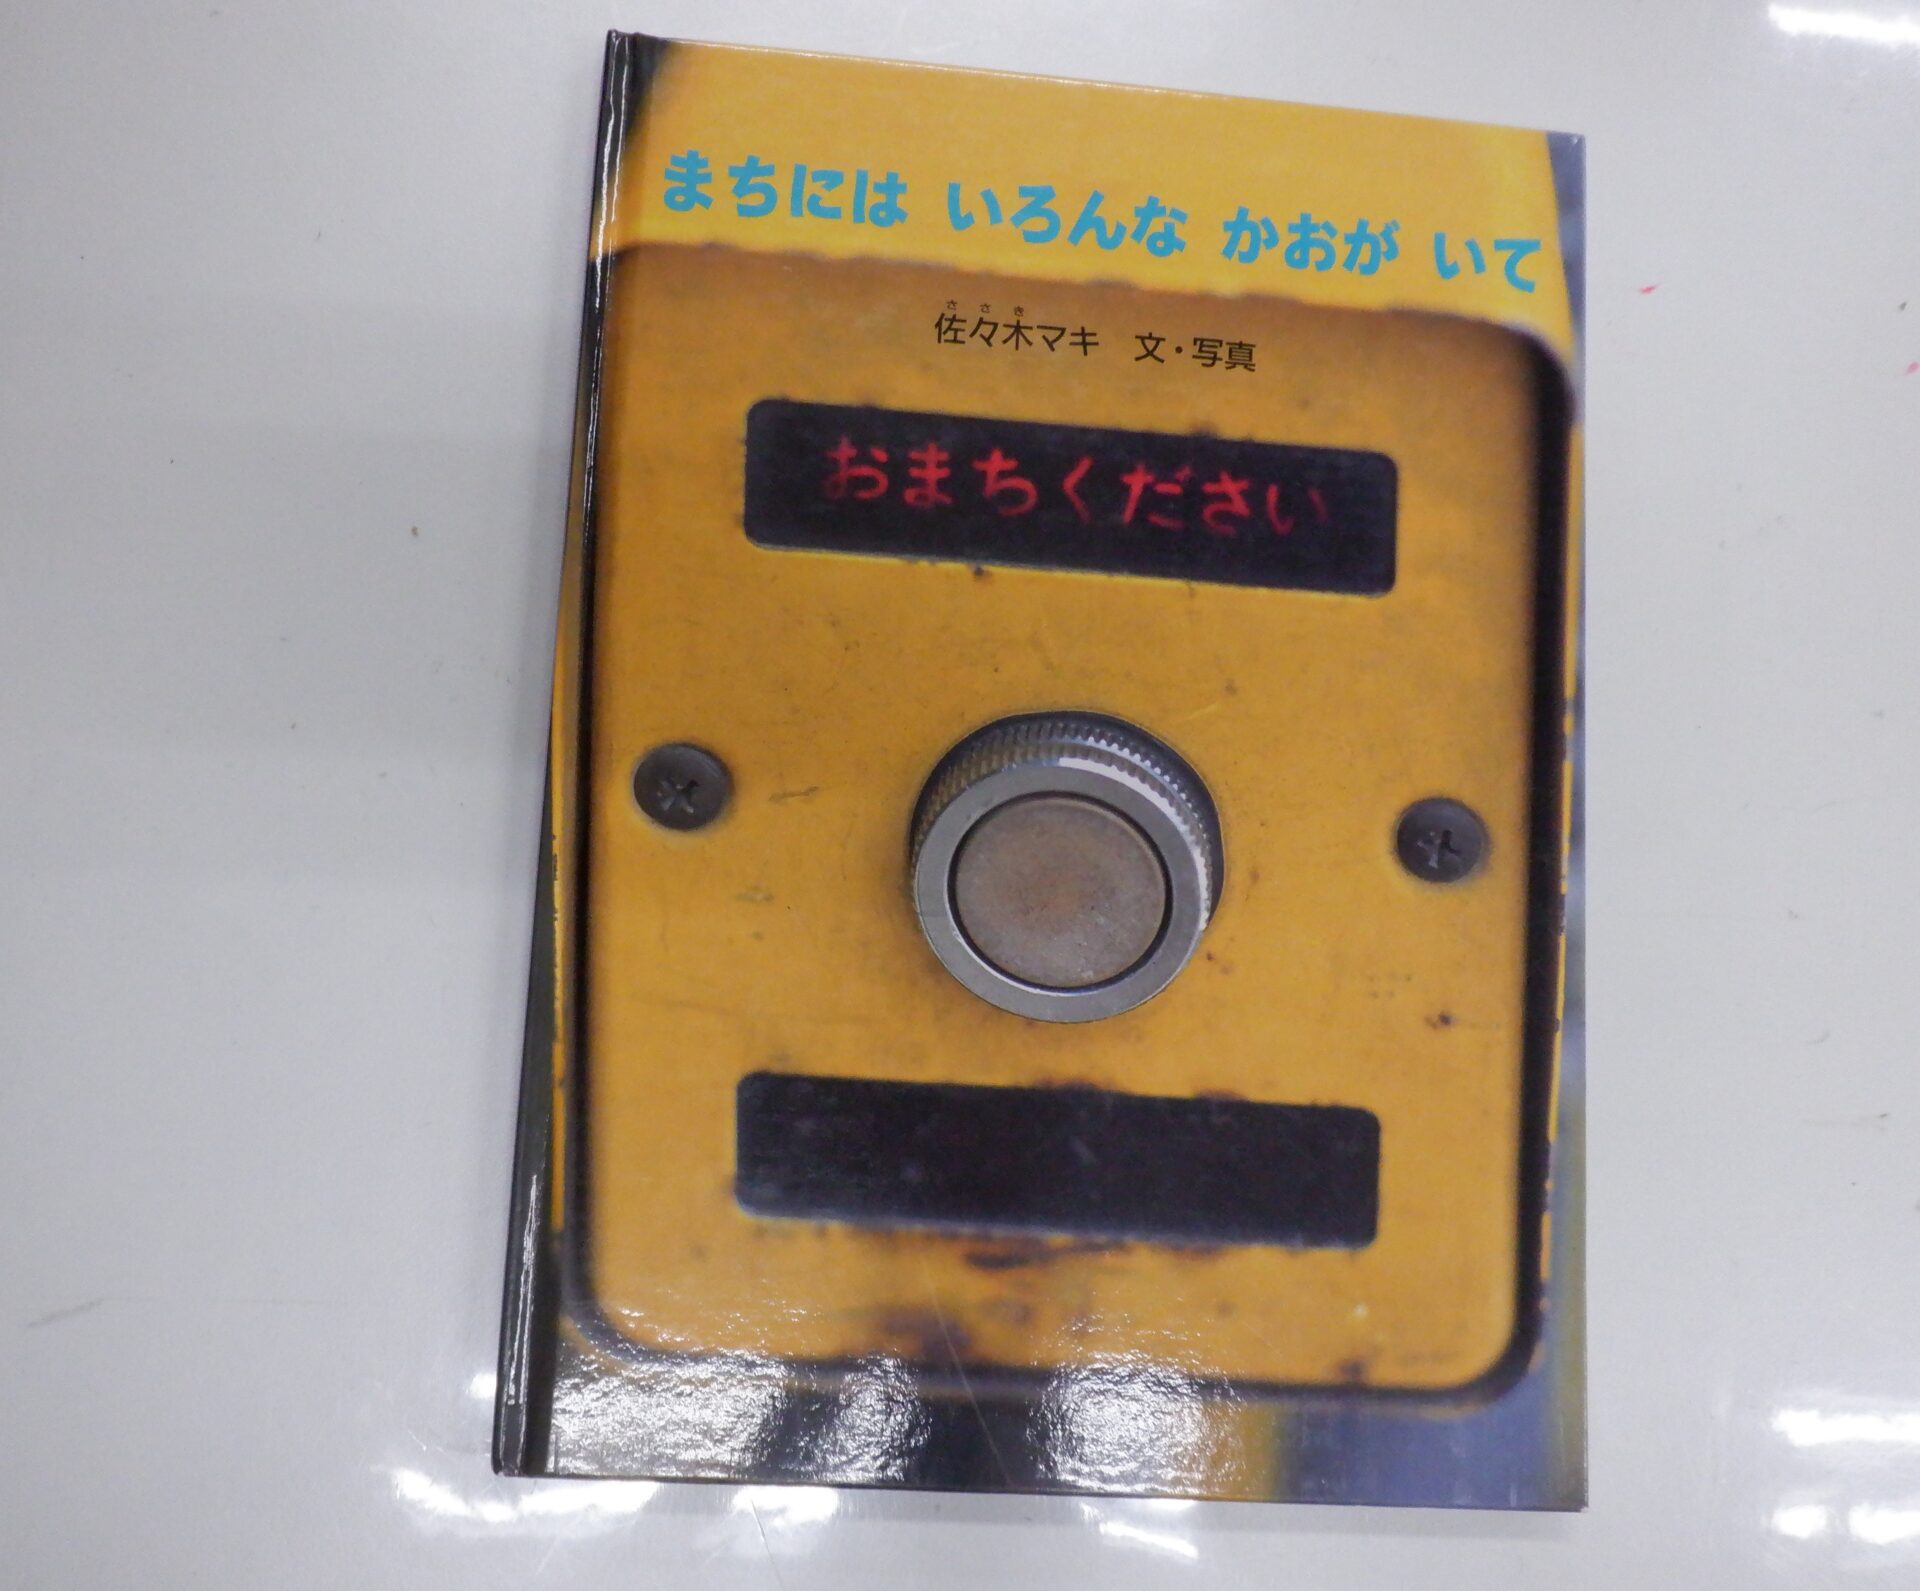 まちには いろんな かおが いて
ささき
佐々木マキ 文・写真
おまちください